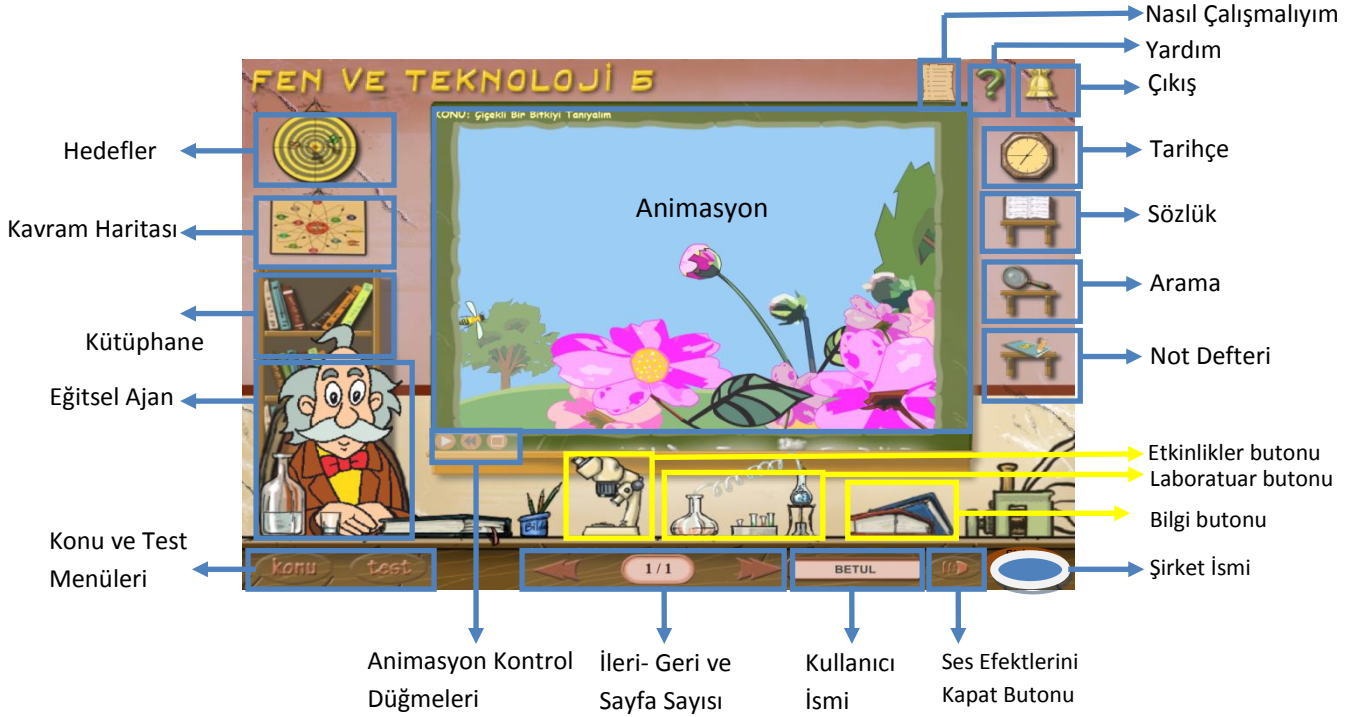 Nasıl Çalışmalıyım
Yardım
Çıkış
FEN VE TEKNOLOJİ 5
KONU: Çiçekli Bir Bitkiyi Tanıyalım
Hedefler
Tarihçe
Animasyon
Kavram Haritası
Sözlük
Arama
Kütüphane
Not Defteri
Eğitsel Ajan
Etkinlikler butonu
Laboratuar butonu
Bilgi butonu
Konu ve Test
Menüleri
konu
test
1/1
BETUL
Şirket İsmi
Animasyon Kontrol
Düğmeleri
İleri- Geri ve
Sayfa Sayısı
Kullanıcı
İsmi
Ses Efektlerini
Kapat Butonu